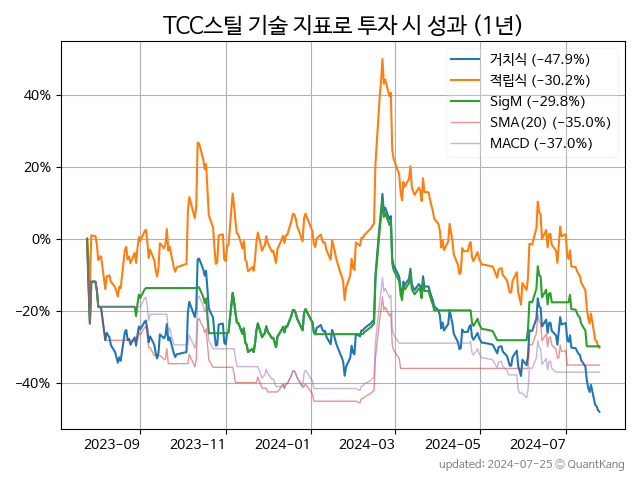 TCC스틸 기술 지표로 투자 시 성과 (1년)
거치식 (−47.9%)
적립식 (−30.2%)
SigM (−29.8%)
SMA(20) (−35.0%)
MACD (−37.0%)
40%
20%
0%
−20%
−40%
2023-09 2023-11 2024-01 2024-03 2024-05 2024-07
updated: 2024-07-25 © QuantKang